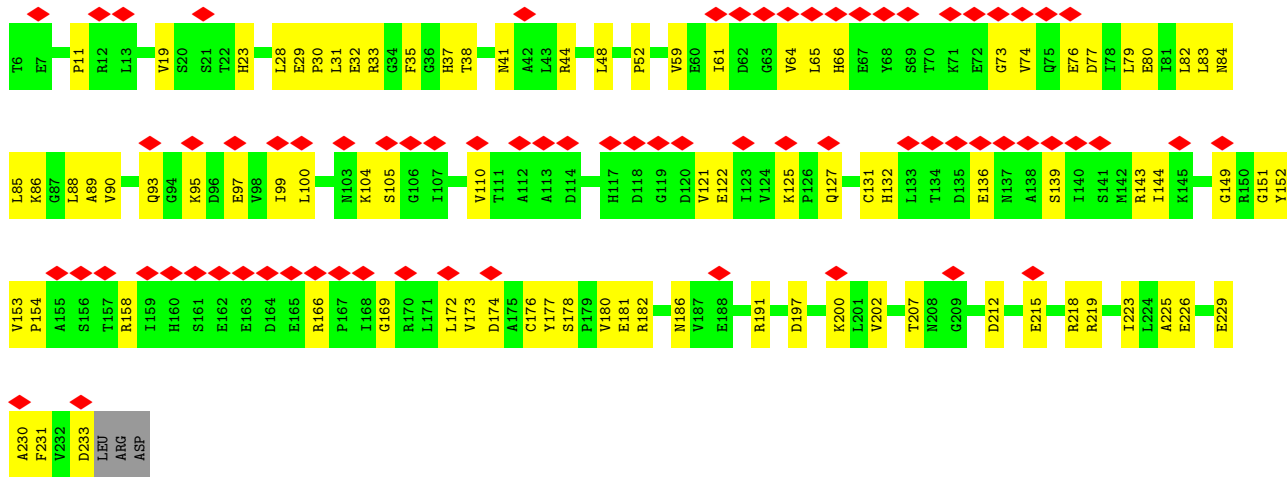 T6 E7 P11 R12 L13 V19 S20 S21 T22 H23 L28 E29 P30 L31 E32 R33 G34 F35 G36 H37 T38 N41 A42 L43 R44 L48 P52 V59 E60 I61 D62 G63 V64 L65 H66 E67 Y68 S69 T70 K71 E72 G73 V74 Q75 E76 D77 I78 L79 E80 I81 L82 L83 N84
L85 K86 G87 L88 A89 V90 Q93 G94 K95 D96 E97 V98 I99 L100 N103 K104 S105 G106 I107 V110 T111 A112 A113 D114 H117 D118 G119 D120 V121 E122 I123 V124 K125 P126 Q127 C131 H132 L133 T134 D135 E136 N137 A138 S139 I140 S141 M142 R143 I144 K145 G149 R150 G151 Y152
V153 P154 A155 S156 T157 R158 I159 H160 S161 E162 E163 D164 E165 R166 P167 I168 G169 R170 L171 L172 V173 D174 A175 C176 Y177 S178 P179 V180 E181 R182 N186 V187 E188 R191 D197 K200 L201 V202 T207 N208 G209 D212 E215 R218 R219 I223 L224 A225 E226 E229
A230 F231 V232 D233 LEU ARG ASP